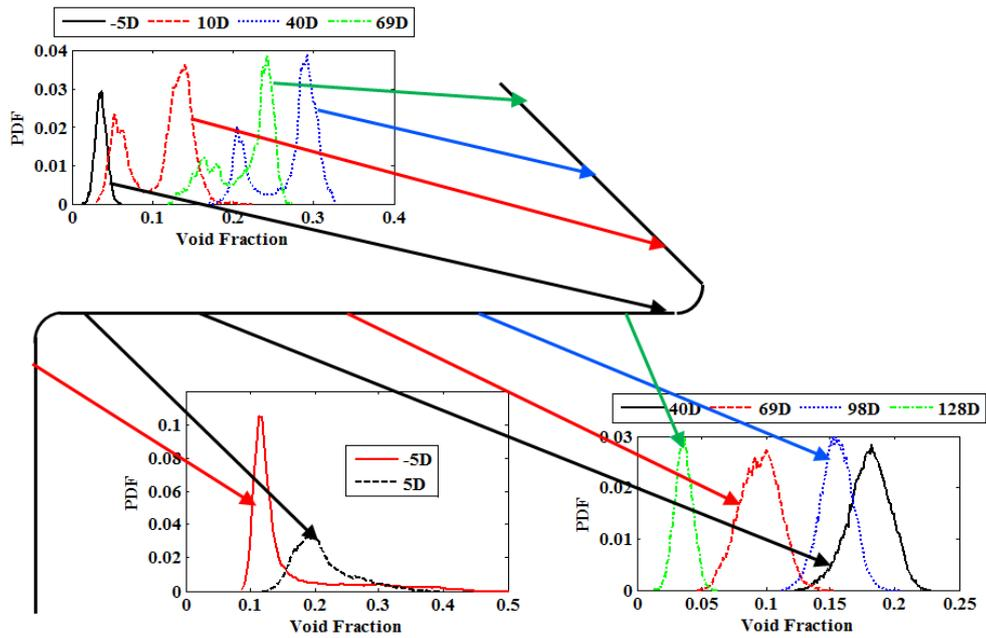 -5D 10D 40D 69D
0.04
0.03
0.02
0.01
0
PDF
0 0.1 0.2 0.3 0.4
Void Fraction
0.1
0.08
0.06
0.04
0.02
0
PDF
-5D
5D
0 0.1 0.2 0.3 0.4 0.5
Void Fraction
40D 69D 98D 128D
0.03
0.02
0.01
0
PDF
0 0.05 0.1 0.15 0.2 0.25
Void Fraction